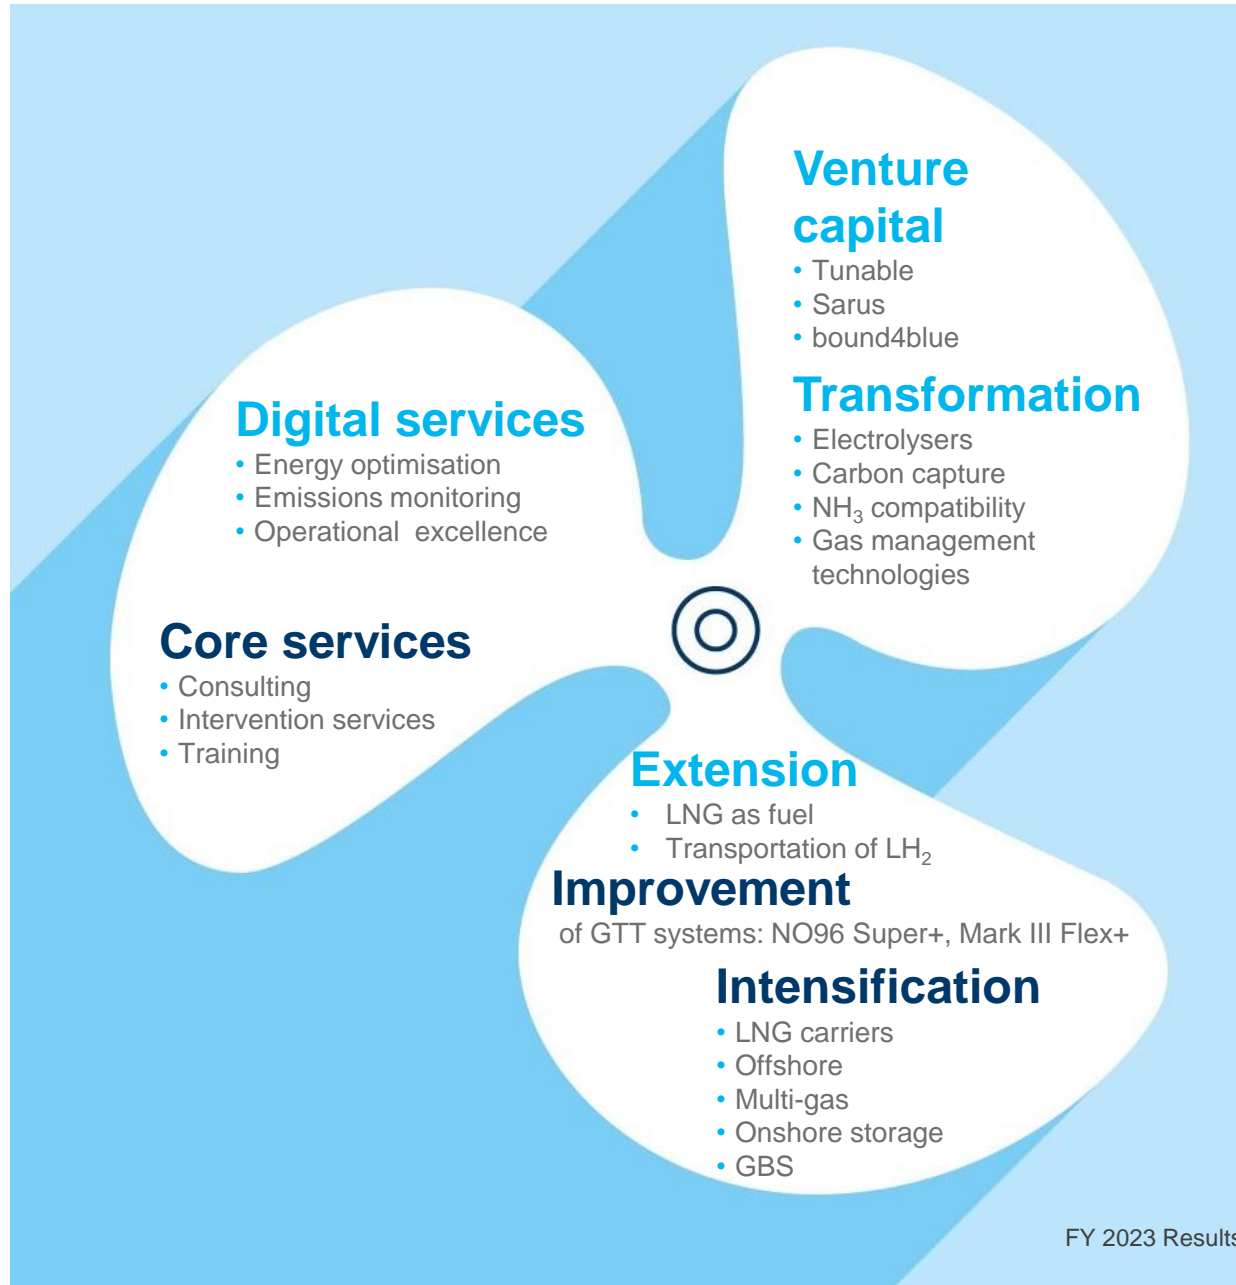 Venture
capital
• Tunable
• Sarus
• bound4blue
Transformation
• Electrolysers
• Carbon capture
• NH₃ compatibility
• Gas management
technologies
Digital services
• Energy optimisation
• Emissions monitoring
• Operational excellence
Core services
• Consulting
• Intervention services
• Training
Extension
• LNG as fuel
• Transportation of LH₂
Improvement
of GTT systems: NO96 Super+, Mark III Flex+
Intensification
• LNG carriers
• Offshore
• Multi-gas
• Onshore storage
• GBS
FY 2023 Results